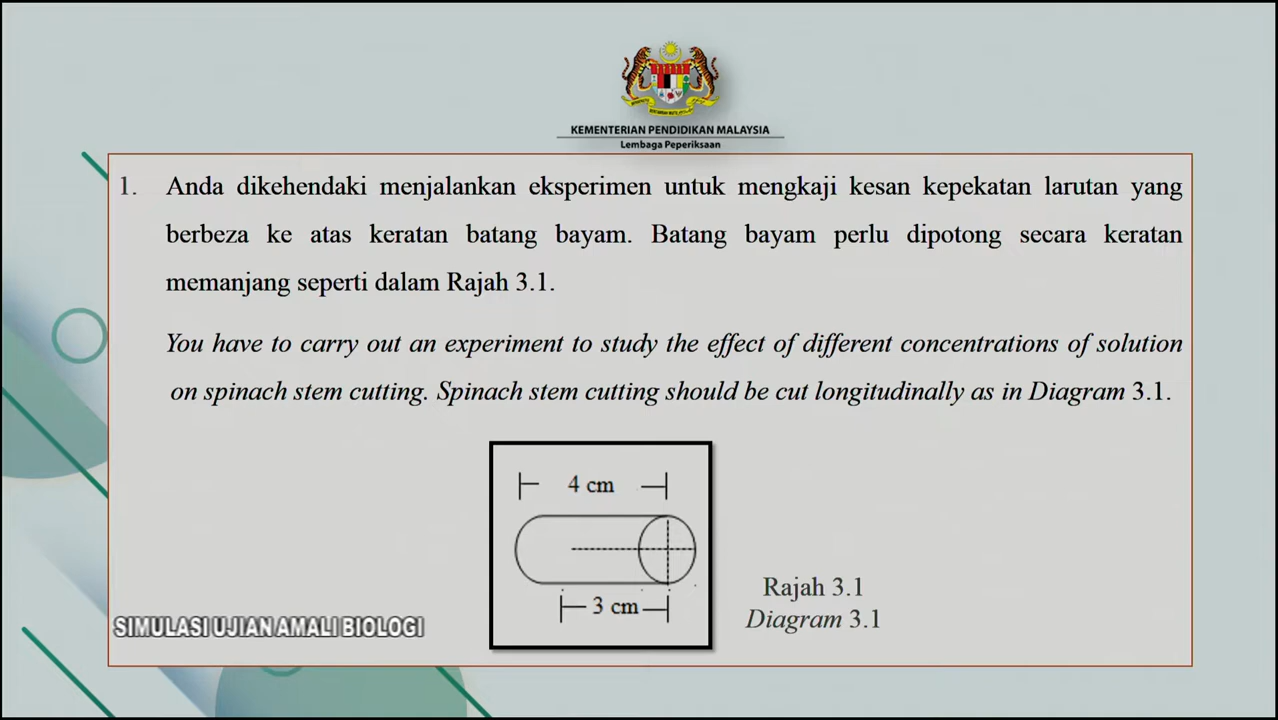 KEMENTERIAN PENDIDIKAN MALAYSIA
Lembaga Peperiksaan
1. Anda dikehendaki menjalankan eksperimen untuk mengkaji kesan kepekatan larutan yang
berbeza ke atas keratan batang bayam. Batang bayam perlu dipotong secara keratan
memanjang seperti dalam Rajah 3.1.
You have to carry out an experiment to study the effect of different concentrations of solution
on spinach stem cutting. Spinach stem cutting should be cut longitudinally as in Diagram 3.1.
4 cm
3 cm
Rajah 3.1
Diagram 3.1
SIMULASI UJIAN AMALI BIOLOGI